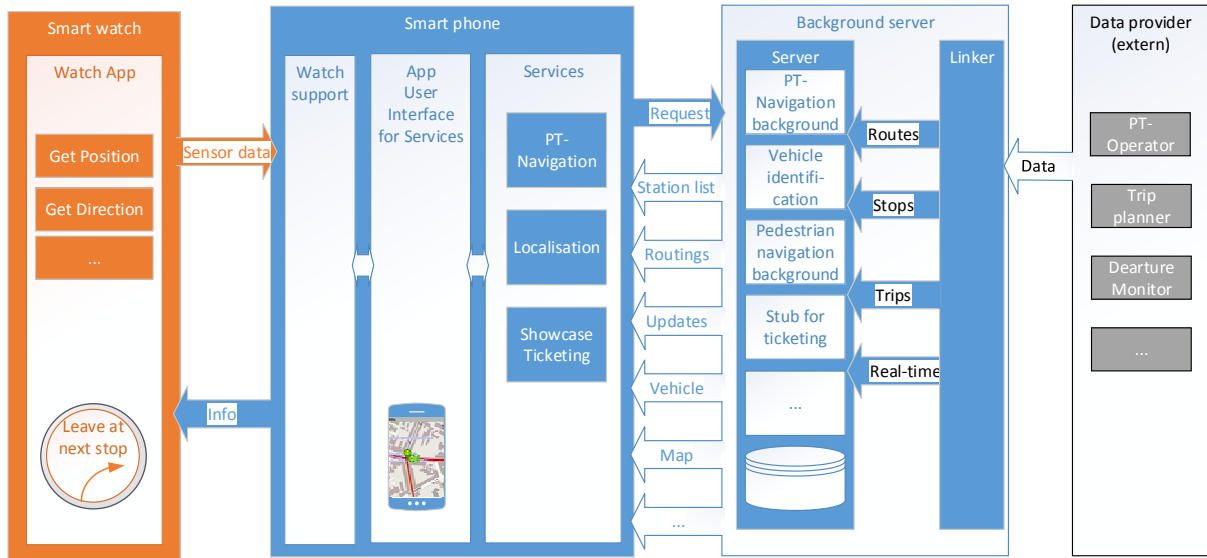 Smart watch
Watch App
Get Position
Get Direction
...
Leave at
next stop
Sensor data
Info
Smart phone
Watch
support
App
User
Interface
for Services
Services
PT-
Navigation
Localisation
Showcase
Ticketing
Request
Station list
Routings
Updates
Vehicle
Map
...
Background server
Server
PT-
Navigation
background
Vehicle
identifi-
cation
Pedestrian
navigation
background
Stub for
ticketing
...
Routes
Stops
Trips
Real-time
Linker
Data
Data provider
(extern)
PT-
Operator
Trip
planner
Dearture
Monitor
...